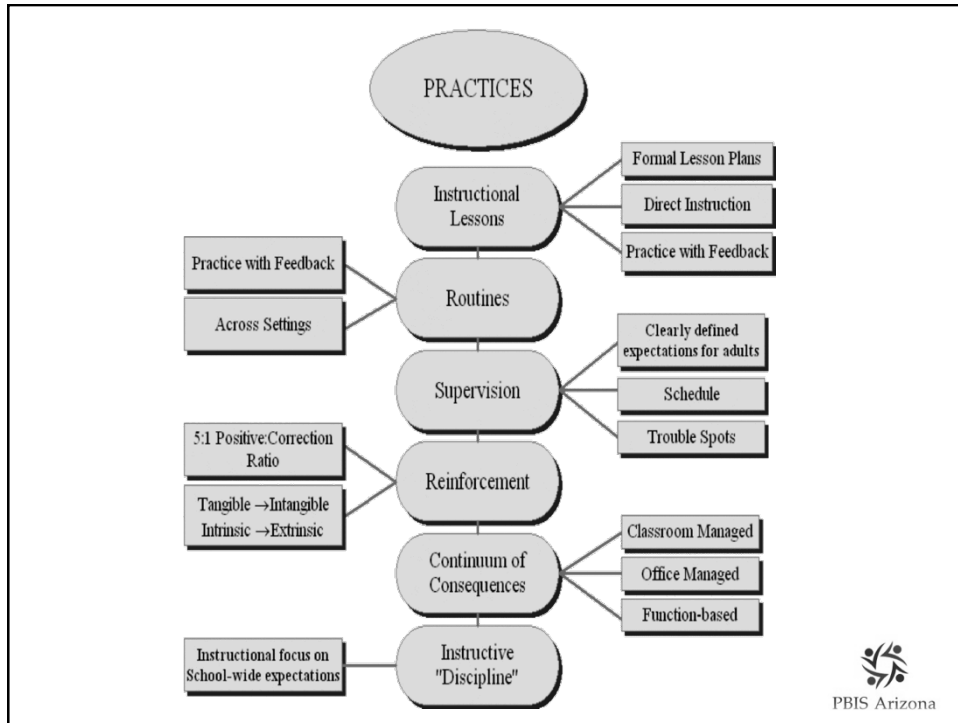 PRACTICES
Instructional
Lessons
Formal Lesson Plans
Direct Instruction
Practice with Feedback
Routines
Practice with Feedback
Across Settings
Supervision
Clearly defined
expectations for adults
Schedule
Trouble Spots
Reinforcement
5:1 Positive:Correction
Ratio
Tangible →Intangible
Intrinsic →Extrinsic
Continuum of
Consequences
Classroom Managed
Office Managed
Function-based
Instructive
"Discipline"
Instructional focus on
School-wide expectations
PBIS Arizona